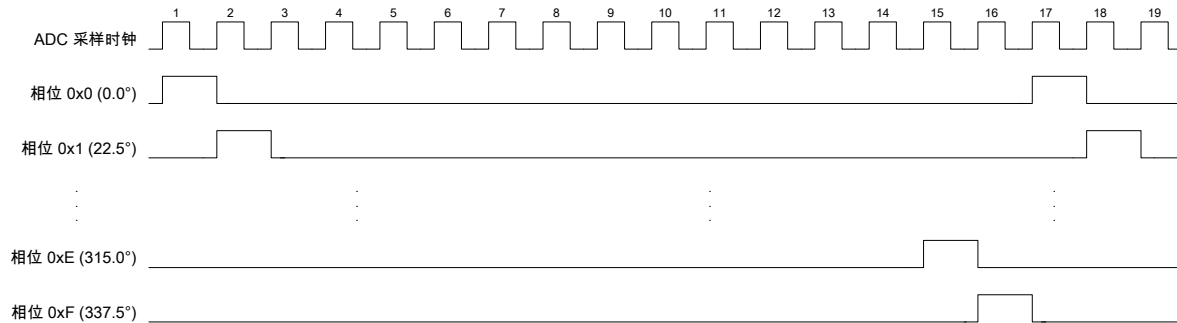 1 2 3 4 5 6 7 8 9 10 11 12 13 14 15 16 17 18 19
ADC 采样时钟
相位 0x0 (0.0°)
相位 0x1 (22.5°)
相位 0xE (315.0°)
相位 0xF (337.5°)